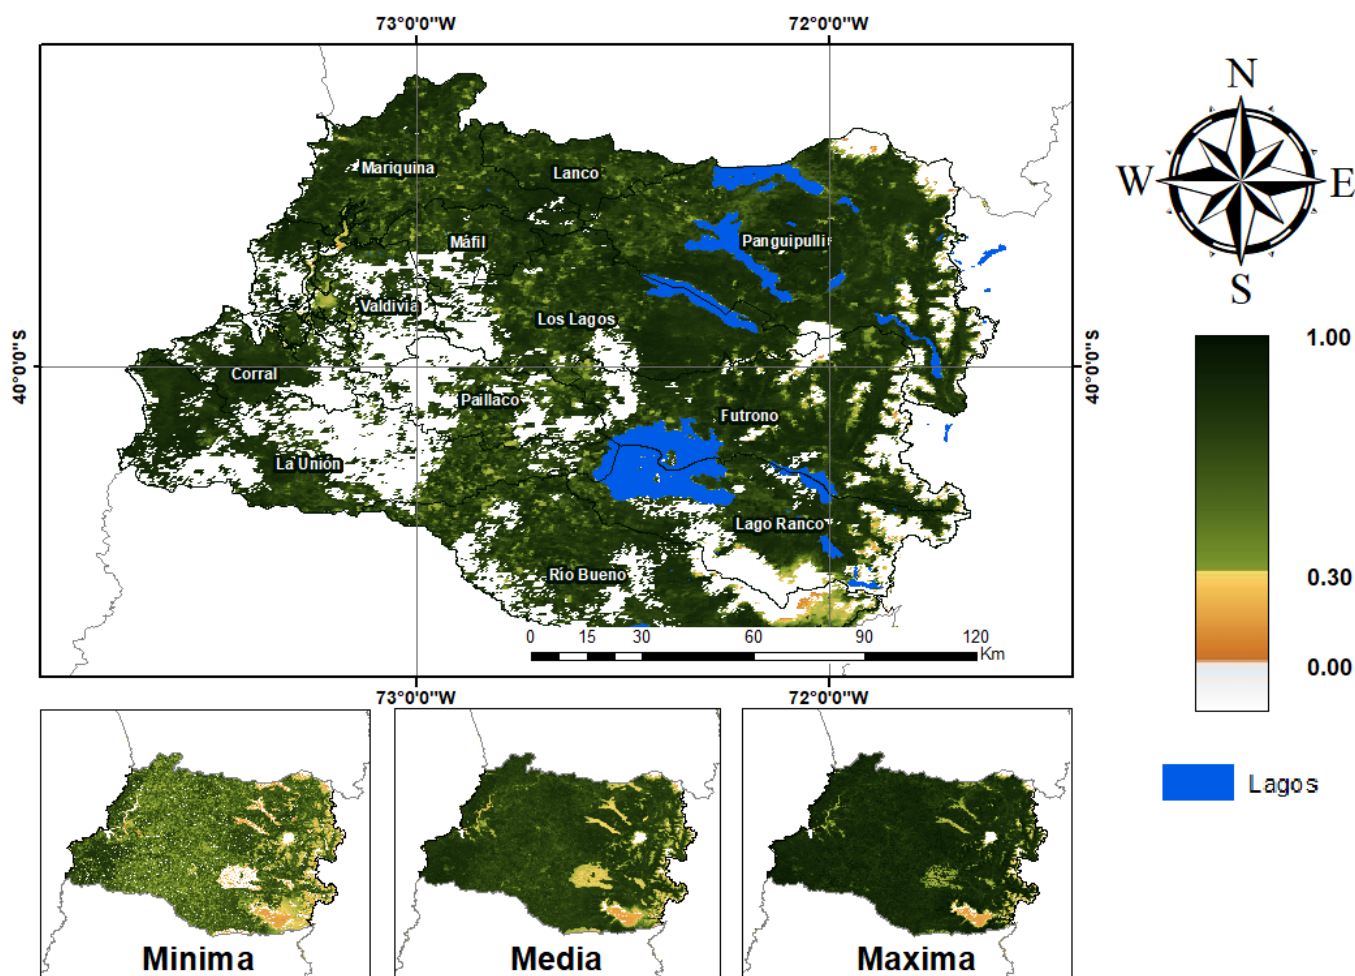 73°0'0"W 72°0'0"W
N
W E
S
Mariquina
Lanco
Máfil
Panguipulli
Valdivia
Los Lagos
40°0'0"S
40°0'0"S
Corral
Paillaco
Futrono
La Unión
Lago Ranco
Río Bueno
0 15 30 60 90 120
Km
73°0'0"W 72°0'0"W
1.00
0.30
0.00
Lagos
Minima
Media
Maxima